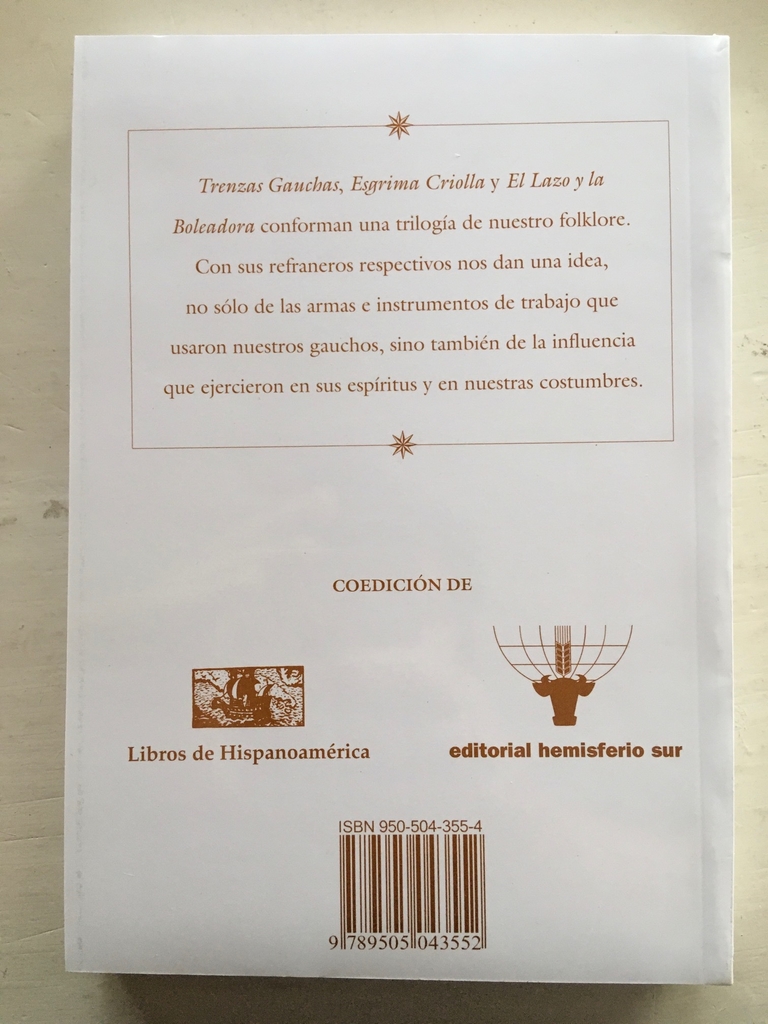 Trenzas Gauchas, Esgrima Criolla y El Lazo y la
Boleadora conforman una trilogía de nuestro folklore.
Con sus refraneros respectivos nos dan una idea,
no sólo de las armas e instrumentos de trabajo que
usaron nuestros gauchos, sino también de la influencia
que ejercieron en sus espíritus y en nuestras costumbres.
COEDICIÓN DE
Libros de Hispanoamérica
editorial hemisferio sur
ISBN 950-504-355-4
9 789505 043552